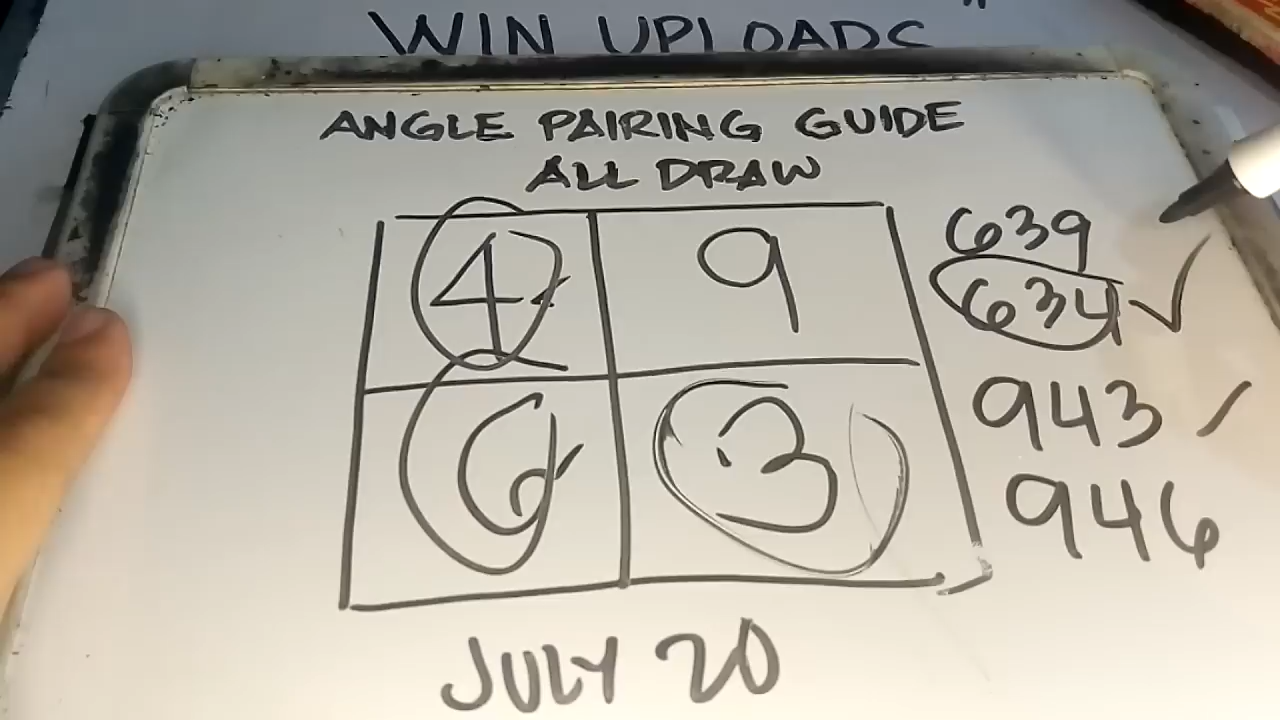 WIN UPLOADS"
ANGLE PAIRING GUIDE
ALL DRAW
4 9
6 3
639
634 ✓
943 ✓
946
JULY 20